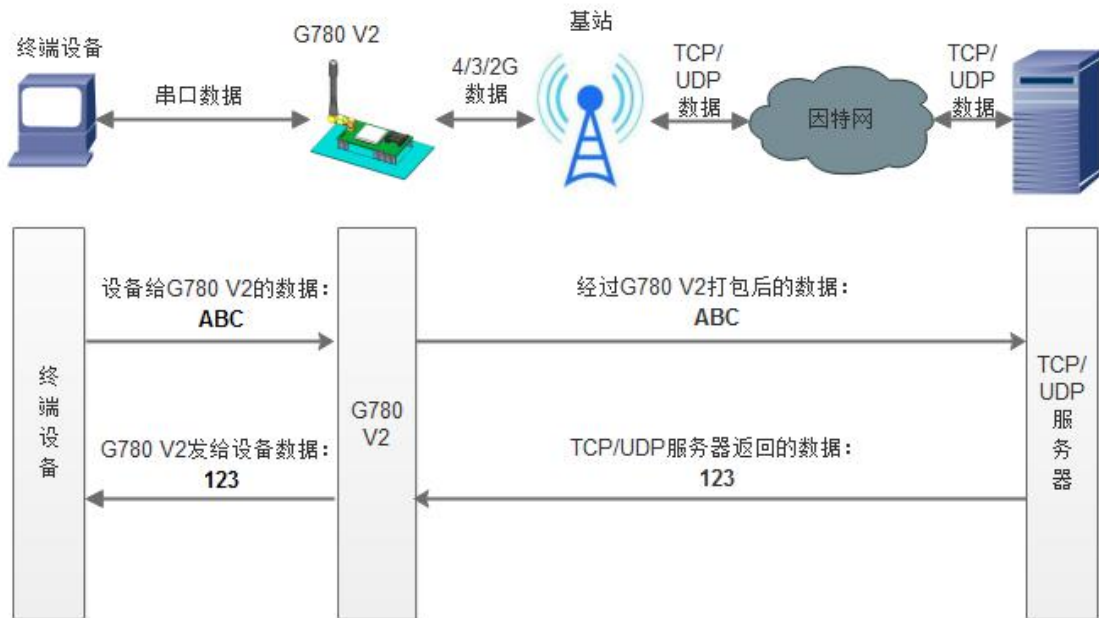 终端设备
G780 V2
基站
串口数据
4/3/2G
数据
TCP/
UDP
数据
因特网
TCP/
UDP
数据
设备给G780 V2的数据：
ABC
经过G780 V2打包后的数据：
ABC
终
端
设
备
G780
V2
TCP/
UDP
服
务
器
G780 V2发给设备数据：
123
TCP/UDP服务器返回的数据：
123